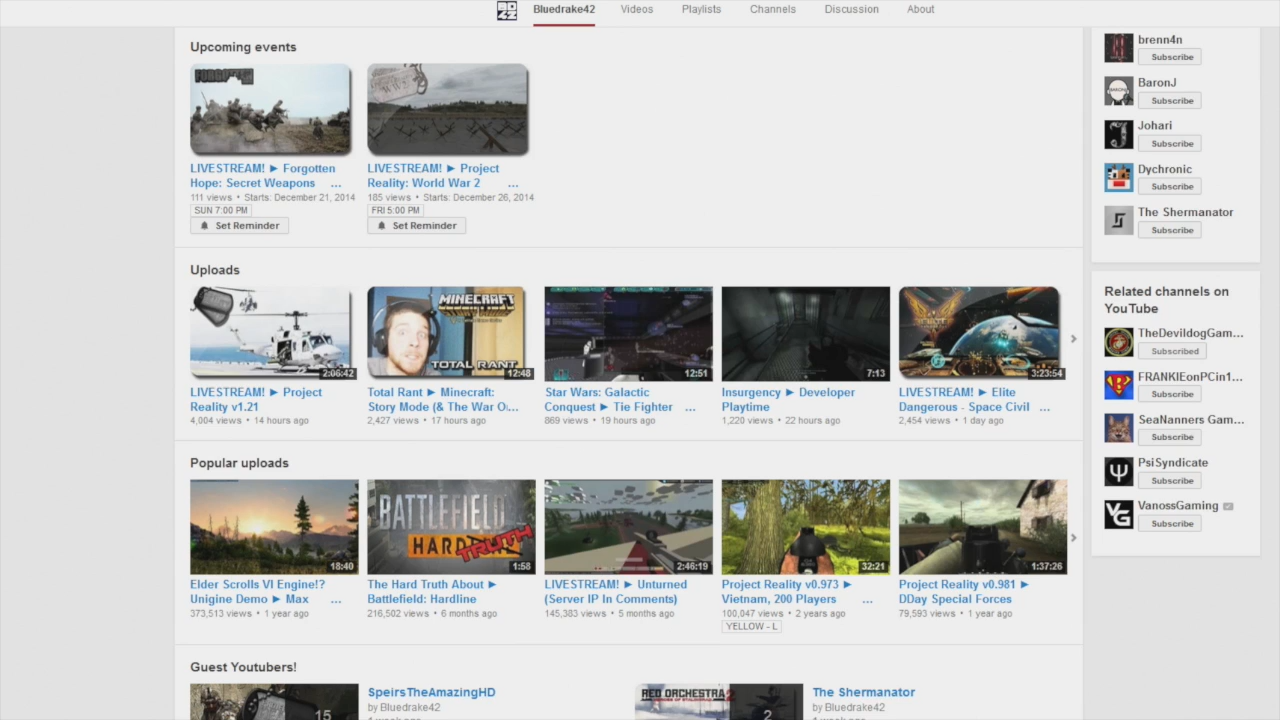 Bluedrake42 Videos Playlists Channels Discussion About
Upcoming events
FORGOTTEN
LIVESTREAM! ► Forgotten
Hope: Secret Weapons ...
111 views • Starts: December 21, 2014
SUN 7:00 PM
Set Reminder
LIVESTREAM! ► Project
Reality: World War 2 ...
185 views • Starts: December 26, 2014
FRI 5:00 PM
Set Reminder
Uploads
2:06:42
LIVESTREAM! ► Project
Reality v1.21
4,004 views • 14 hours ago
MINECRAFT
TOTAL RANT
12:48
Total Rant ► Minecraft:
Story Mode (& The War O...
2,427 views • 17 hours ago
12:51
Star Wars: Galactic
Conquest ► Tie Fighter ...
869 views • 19 hours ago
7:13
Insurgency ► Developer
Playtime
1,220 views • 22 hours ago
ELITE
3:23:54
LIVESTREAM! ► Elite
Dangerous - Space Civil ...
2,454 views • 1 day ago
Popular uploads
18:40
Elder Scrolls VI Engine!?
Unigine Demo ► Max ...
373,513 views • 1 year ago
BATTLEFIELD
HARD TRUTH
1:58
The Hard Truth About ►
Battlefield: Hardline
216,502 views • 6 months ago
2:46:19
LIVESTREAM! ► Unturned
(Server IP In Comments)
145,383 views • 5 months ago
32:21
Project Reality v0.973 ►
Vietnam, 200 Players ...
100,047 views • 2 years ago
YELLOW - L
1:37:26
Project Reality v0.981 ►
DDay Special Forces
79,593 views • 1 year ago
Guest Youtubers!
15
SpeirsTheAmazingHD
by Bluedrake42
RED ORCHESTRA 2
2
The Shermanator
by Bluedrake42
brenn4n
Subscribe
BaronJ
Subscribe
Johari
Subscribe
Dychronic
Subscribe
The Shermanator
Subscribe
Related channels on
YouTube
TheDevildogGam...
Subscribed
FRANKIEonPCin1...
Subscribe
SeaNanners Gam...
Subscribe
PsiSyndicate
Subscribe
VG
VanossGaming
Subscribe